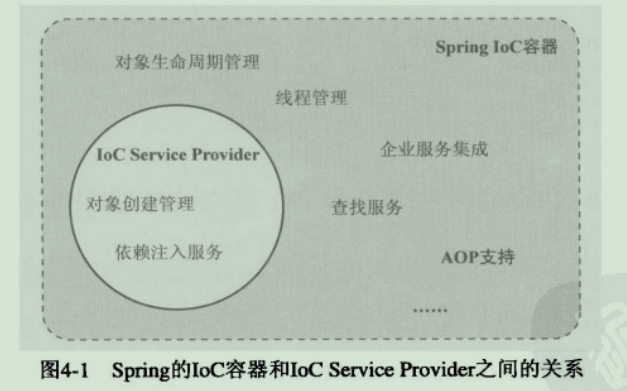 Spring IoC容器
对象生命周期管理
线程管理
IoC Service Provider
企业服务集成
对象创建管理
查找服务
依赖注入服务
AOP支持
……
图4-1 Spring的IoC容器和IoC Service Provider之间的关系